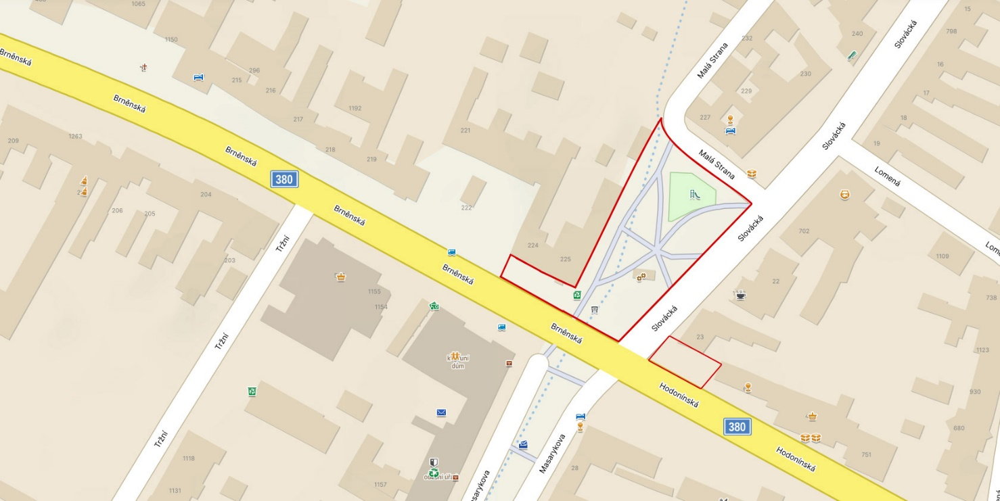 1065
15
Slovácká
798
240
232
1150
Brněnská
Malá Strana
16
296
215
216
230
229
17
Brněnská
1192
217
227
18
221
Slovácká
209
1263
218
19
Brněnská
219
Malá Strana
380
Lomená
204
206
205
222
Brněnská
Slovácká
702
Tržní
224
225
203
1109
Brněnská
22
1155
1154
738
Slovácká
Tržní
Brněnská
23
1123
dům
Hodonínská
930
380
680
Tržní
Masarykova
Hodonínská
751
1118
28
1131
1157